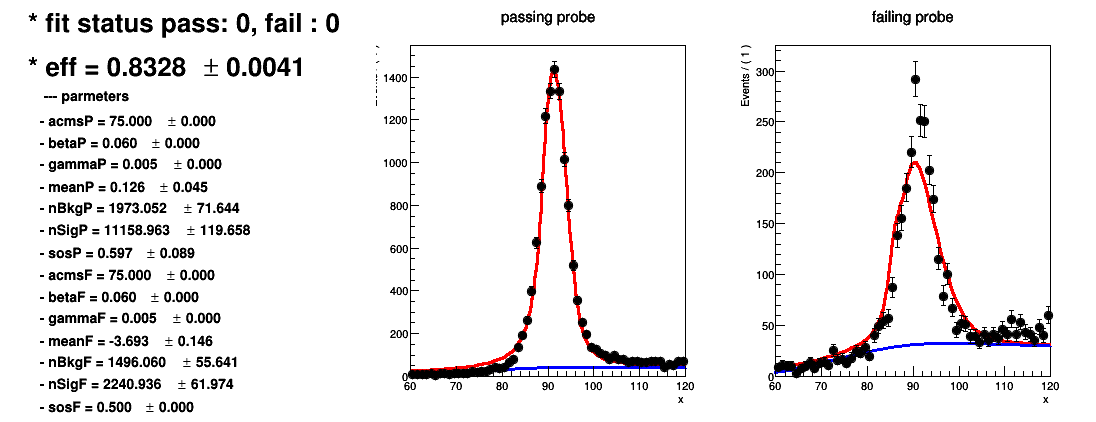 * fit status pass: 0, fail : 0
* eff = 0.8328 ± 0.0041
--- parmeters
- acmsP = 75.000 ± 0.000
- betaP = 0.060 ± 0.000
- gammaP = 0.005 ± 0.000
- meanP = 0.126 ± 0.045
- nBkgP = 1973.052 ± 71.644
- nSigP = 11158.963 ± 119.658
- sosP = 0.597 ± 0.089
- acmsF = 75.000 ± 0.000
- betaF = 0.060 ± 0.000
- gammaF = 0.005 ± 0.000
- meanF = -3.693 ± 0.146
- nBkgF = 1496.060 ± 55.641
- nSigF = 2240.936 ± 61.974
- sosF = 0.500 ± 0.000
passing probe
1400
1200
1000
800
600
400
200
0
60 70 80 90 100 110 120
x
failing probe
Events / ( 1 )
300
250
200
150
100
50
0
60 70 80 90 100 110 120
x